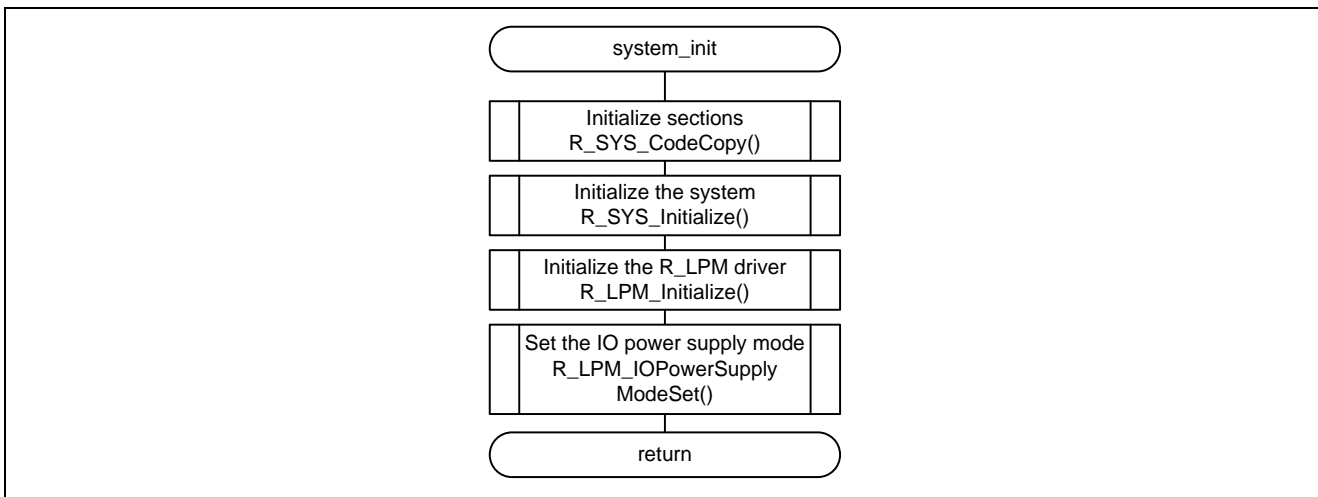 system_init
Initialize sections
R_SYS_CodeCopy()
Initialize the system
R_SYS_Initialize()
Initialize the R_LPM driver
R_LPM_Initialize()
Set the IO power supply mode
R_LPM_IOPowerSupply
ModeSet()
return